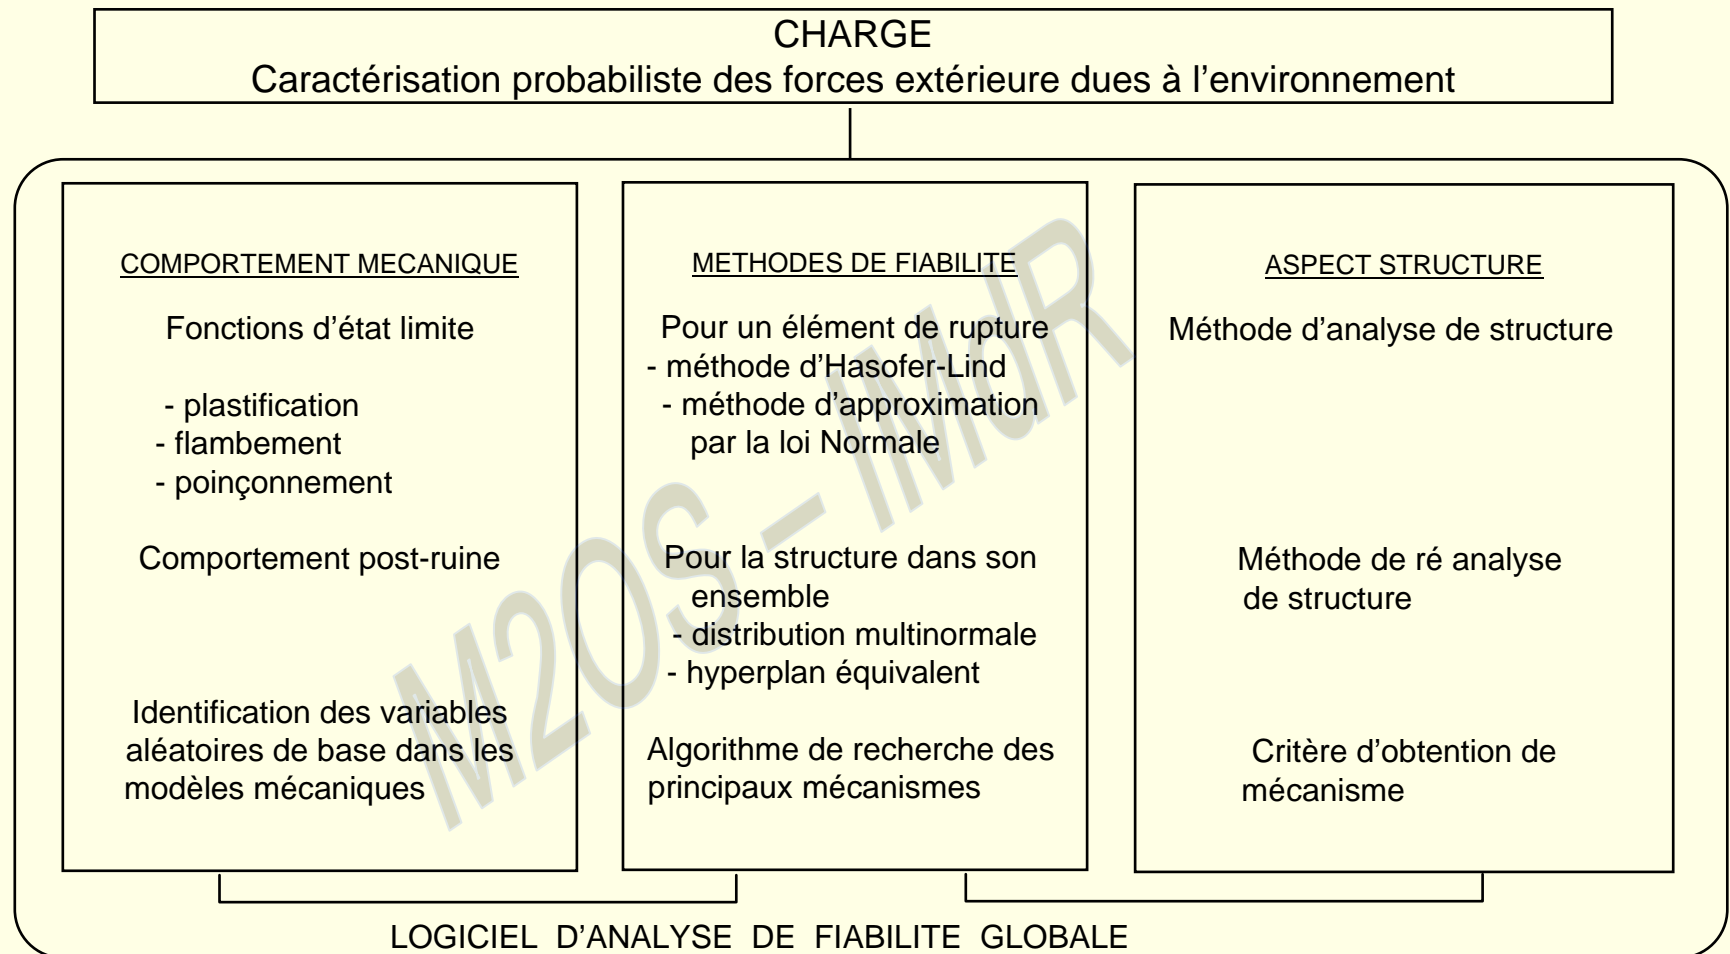 CHARGE
Caractérisation probabiliste des forces extérieure dues à l'environnement
COMPORTEMENT MECANIQUE
Fonctions d'état limite
- plastification
- flambement
- poinçonnement
Comportement post-ruine
Identification des variables
aléatoires de base dans les
modèles mécaniques
METHODES DE FIABILITE
Pour un élément de rupture
- méthode d'Hasofer-Lind
- méthode d'approximation
par la loi Normale
Pour la structure dans son
ensemble
- distribution multinormale
- hyperplan équivalent
Algorithme de recherche des
principaux mécanismes
ASPECT STRUCTURE
Méthode d'analyse de structure
Méthode de ré analyse
de structure
Critère d'obtention de
mécanisme
LOGICIEL D'ANALYSE DE FIABILITE GLOBALE
M2OS – IMdR